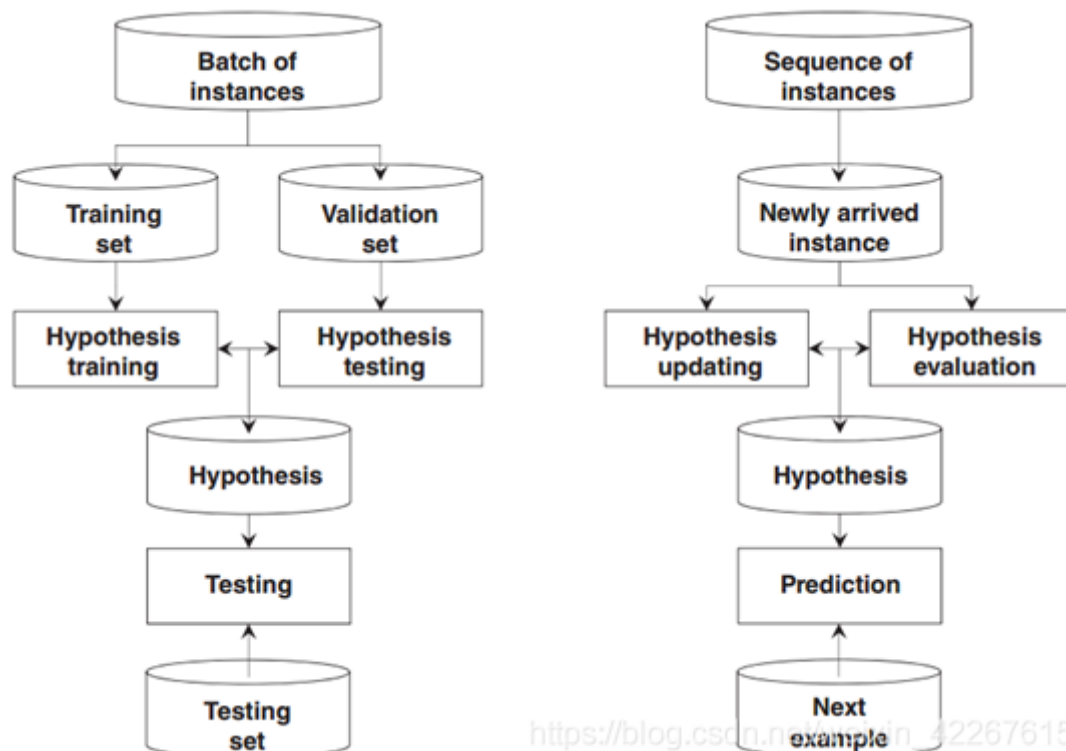 Batch of
instances
Training
set
Validation
set
Hypothesis
training
Hypothesis
testing
Hypothesis
Testing
Testing
set
Sequence of
instances
Newly arrived
instance
Hypothesis
updating
Hypothesis
evaluation
Hypothesis
Prediction
Next
example
https://blog.csdn.net/weixin_42267615